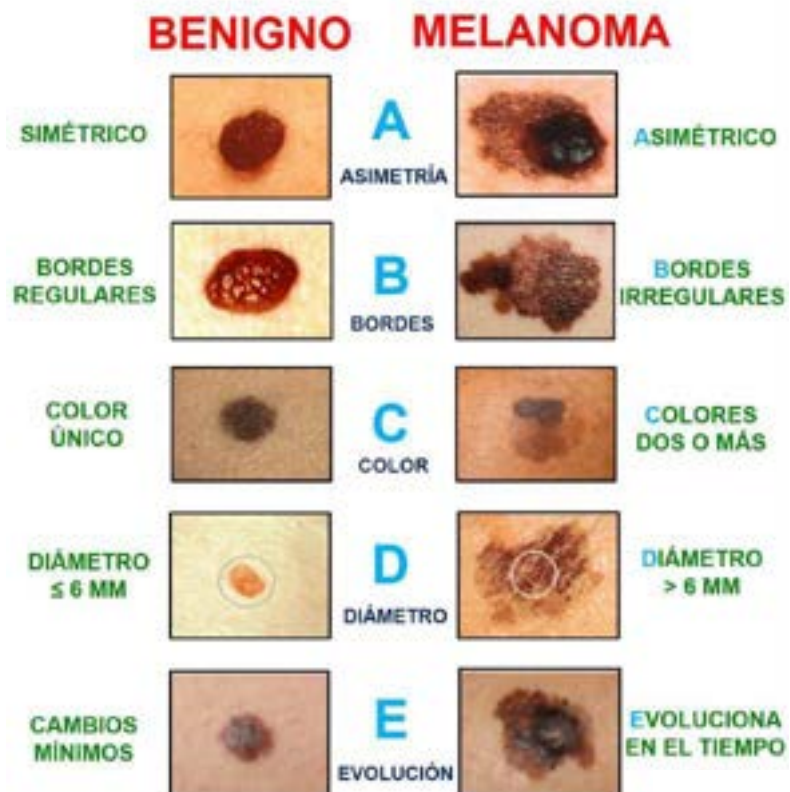 BENIGNO MELANOMA
SIMÉTRICO
A
ASIMETRÍA
ASIMÉTRICO
BORDES
REGULARES
B
BORDES
BORDES
IRREGULARES
COLOR
ÚNICO
C
COLOR
COLORES
DOS O MÁS
DIÁMETRO
≤ 6 MM
D
DIÁMETRO
DIÁMETRO
> 6 MM
CAMBIOS
MÍNIMOS
E
EVOLUCIÓN
EVOLUCIONA
EN EL TIEMPO